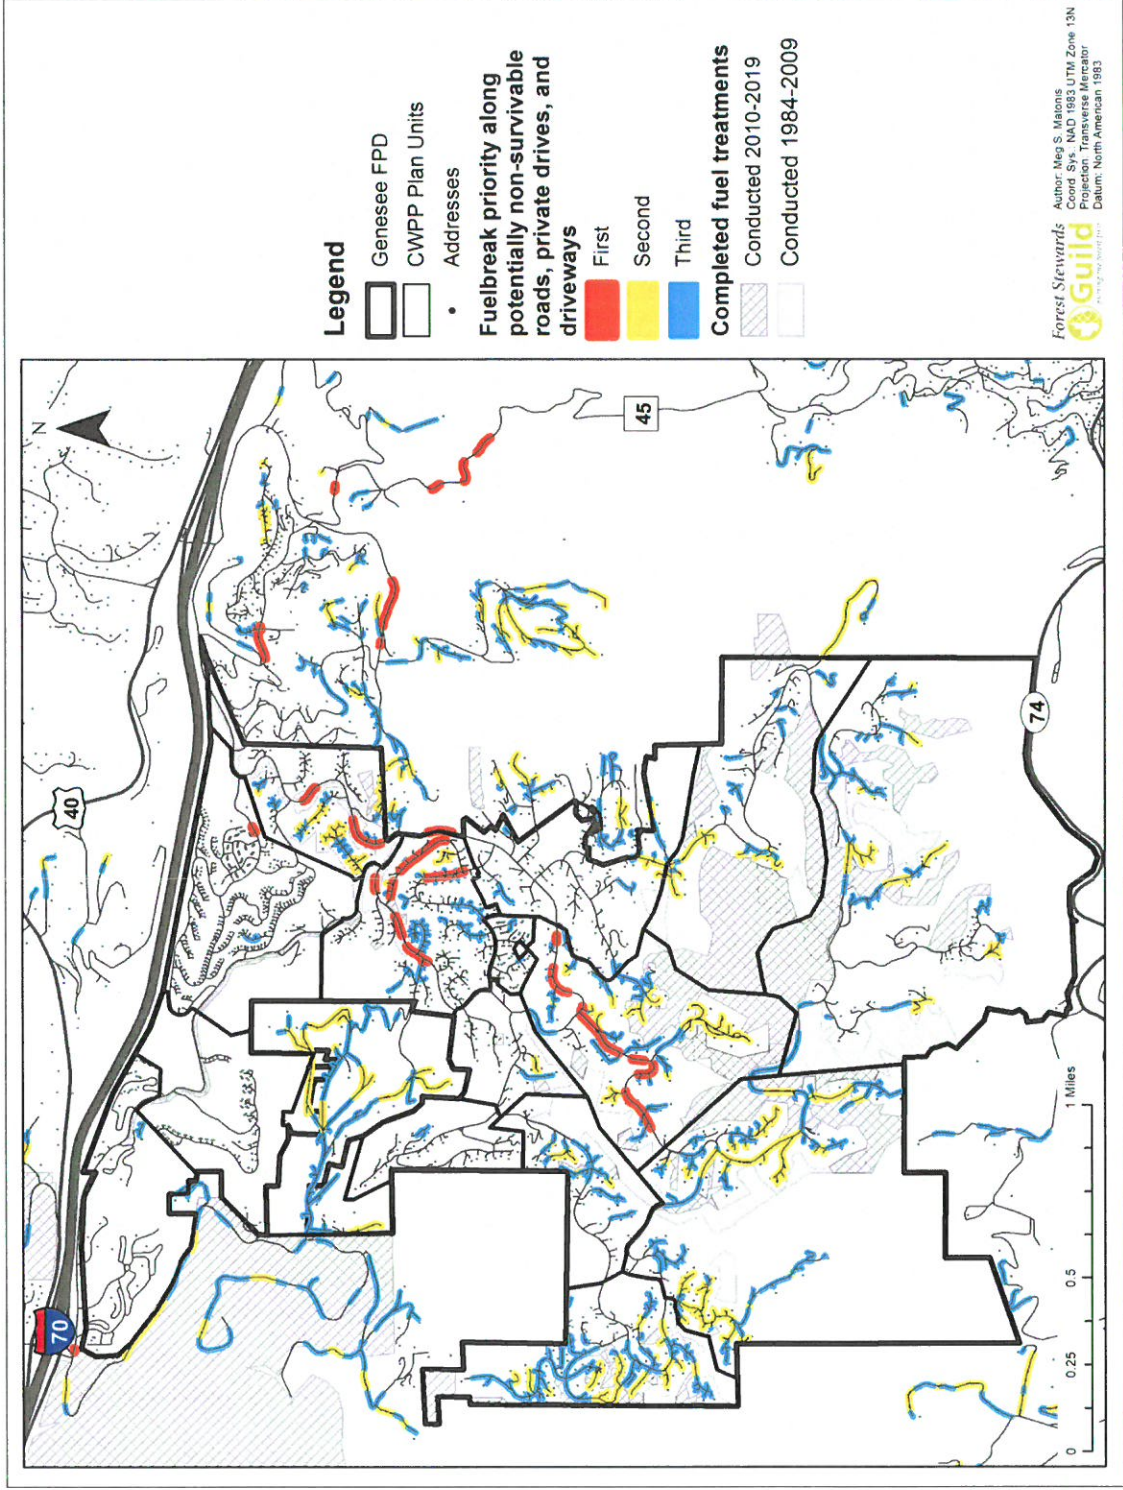 N
40
70
45
74
0
0.25
0.5
1 Miles
Legend
Genesee FPD
CWPP Plan Units
Addresses
Fuelbreak priority along
potentially non-survivable
roads, private drives, and
driveways
First
Second
Third
Completed fuel treatments
Conducted 2010-2019
Conducted 1984-2009
Forest Stewards
Guild
Author: Meg S. Matonis
Coord. Sys.: NAD 1983 UTM Zone 13N
Projection: Transverse Mercator
Datum: North American 1983